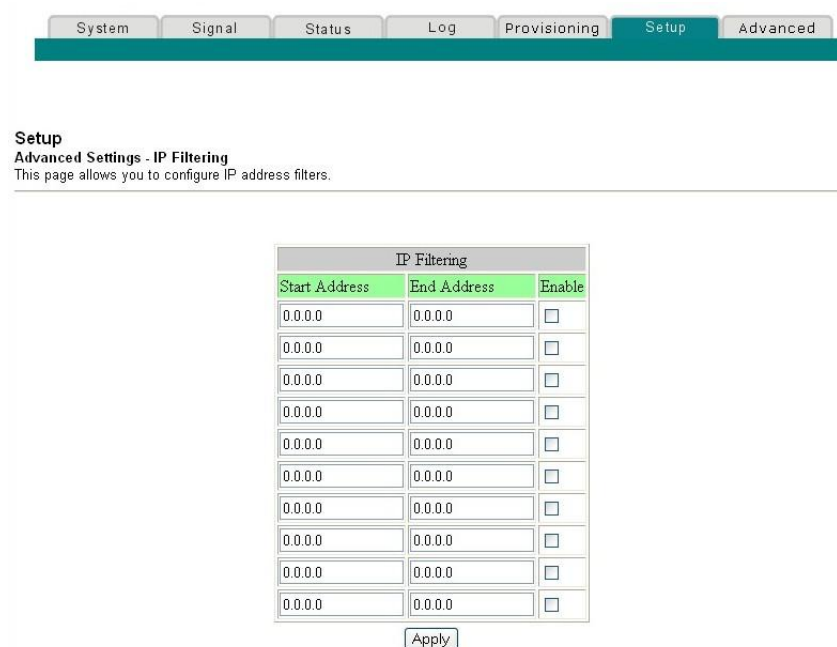 System Signal Status Log Provisioning Setup Advanced
Setup
Advanced Settings - IP Filtering
This page allows you to configure IP address filters.
IP Filtering
Start Address End Address Enable
0.0.0.0 0.0.0.0
0.0.0.0 0.0.0.0
0.0.0.0 0.0.0.0
0.0.0.0 0.0.0.0
0.0.0.0 0.0.0.0
0.0.0.0 0.0.0.0
0.0.0.0 0.0.0.0
0.0.0.0 0.0.0.0
0.0.0.0 0.0.0.0
0.0.0.0 0.0.0.0
Apply